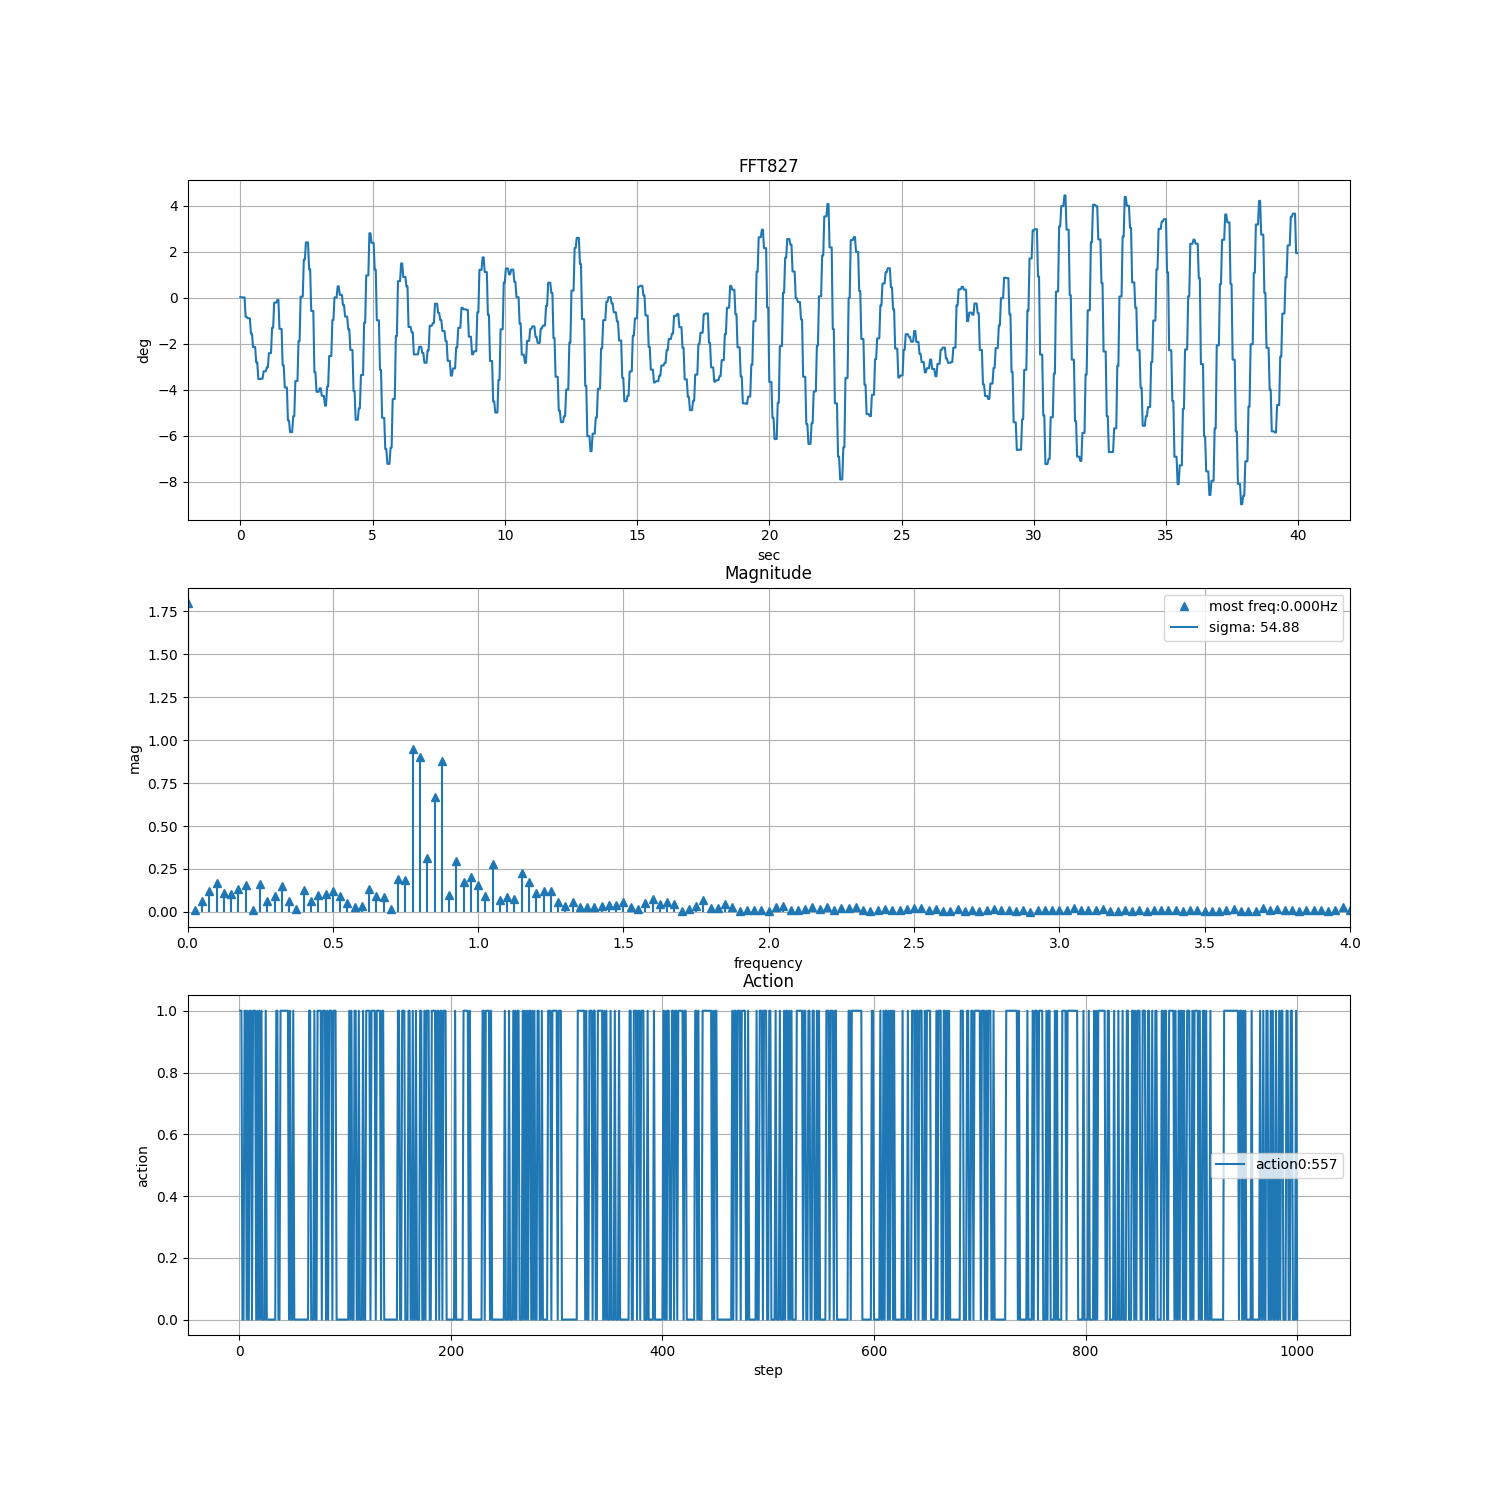 FFT827
4
2
0
−2
−4
−6
−8
deg
0 5 10 15 20 25 30 35 40
sec
Magnitude
1.75
1.50
1.25
1.00
0.75
0.50
0.25
0.00
mag
most freq:0.000Hz
sigma: 54.88
0.0 0.5 1.0 1.5 2.0 2.5 3.0 3.5 4.0
frequency
Action
1.0
0.8
0.6
0.4
0.2
0.0
action
action0:557
0 200 400 600 800 1000
step